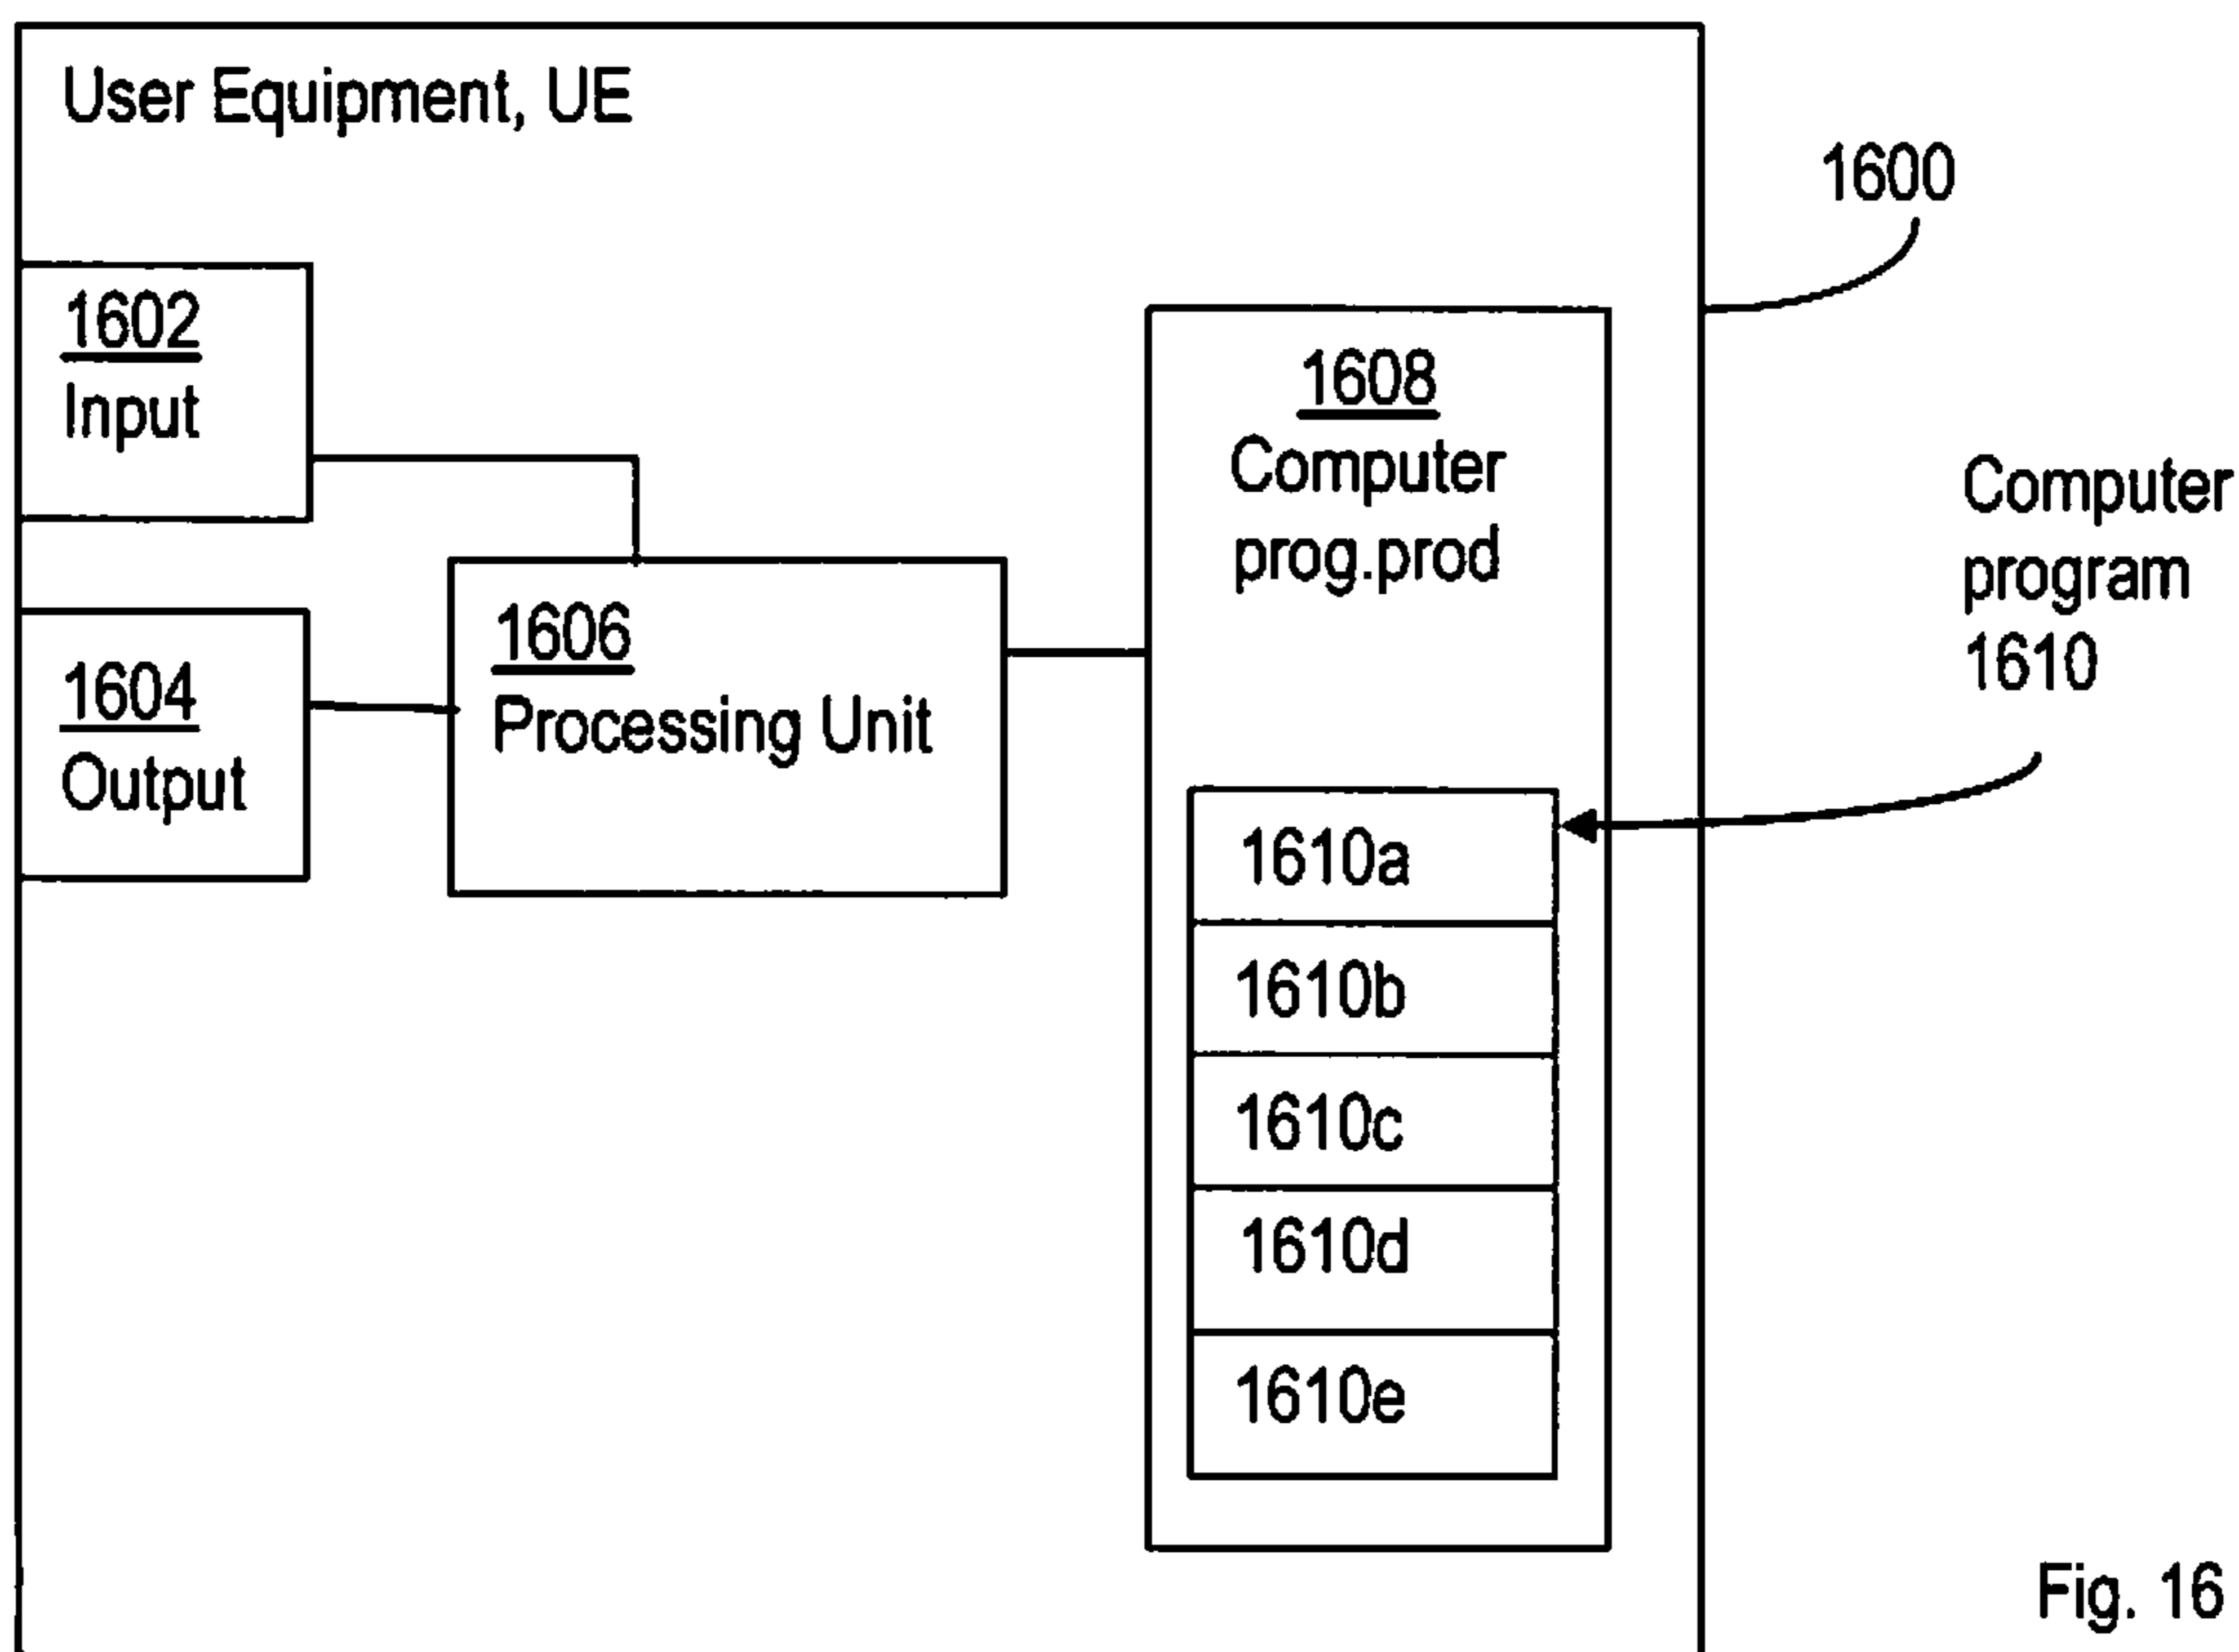 User Equipment, UE
1600
1602
Input
1604
Output
1606
Processing Unit
1608
Computer
prog.prod
Computer
program
1610
1610a
1610b
1610c
1610d
1610e
Fig. 16